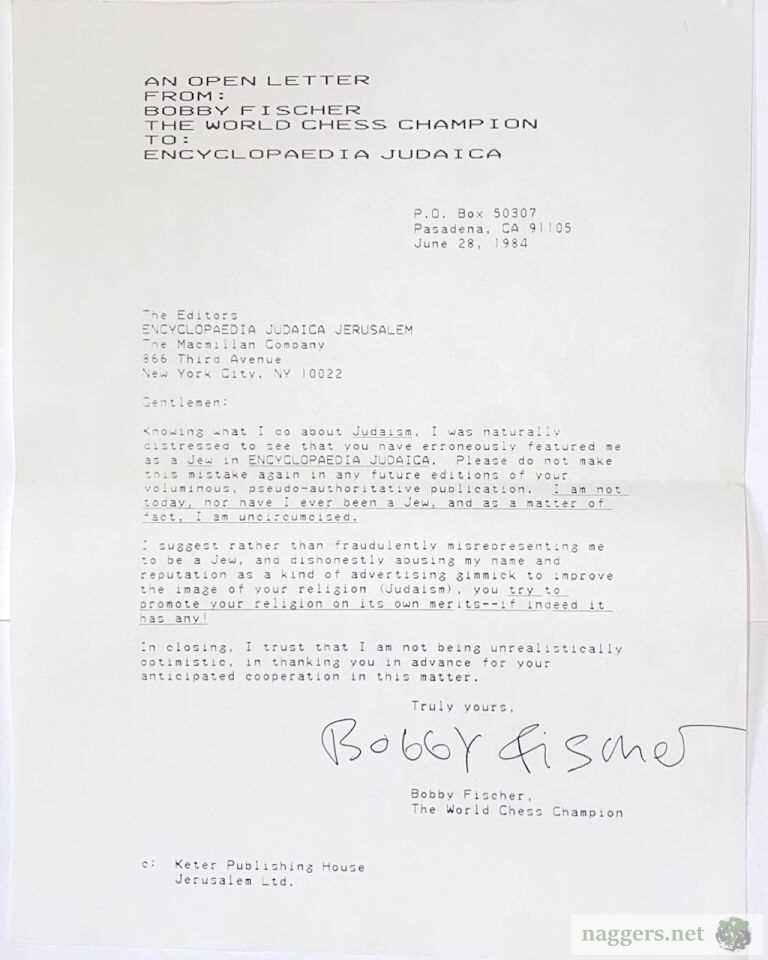 AN OPEN LETTER
FROM:
BOBBY FISCHER
THE WORLD CHESS CHAMPION
TO:
ENCYCLOPAEDIA JUDAICA
P.O. Box 50307
Pasadena, CA 91105
June 28, 1984
The Editors
ENCYCLOPAEDIA JUDAICA JERUSALEM
The Macmillan Company
866 Third Avenue
New York City, NY 10022
Gentlemen:
Knowing what I do about Judaism, I was naturally
distressed to see that you have erroneously featured me
as a Jew in ENCYCLOPAEDIA JUDAICA. Please do not make
this mistake again in any future editions of your
voluminous, pseudo-authoritative publication. I am not
today, nor have I ever been a Jew, and as a matter of
fact, I am uncircumcised.
I suggest rather than fraudulently misrepresenting me
to be a Jew, and dishonestly abusing my name and
reputation as a kind of advertising gimmick to improve
the image of your religion (Judaism), you try to
promote your religion on its own merits--if indeed it
has any!
In closing, I trust that I am not being unrealistically
optimistic, in thanking you in advance for your
anticipated cooperation in this matter.
Truly yours,
Bobby Fischer
Bobby Fischer,
The World Chess Champion
c: Keter Publishing House
Jerusalem Ltd.
naggers.net